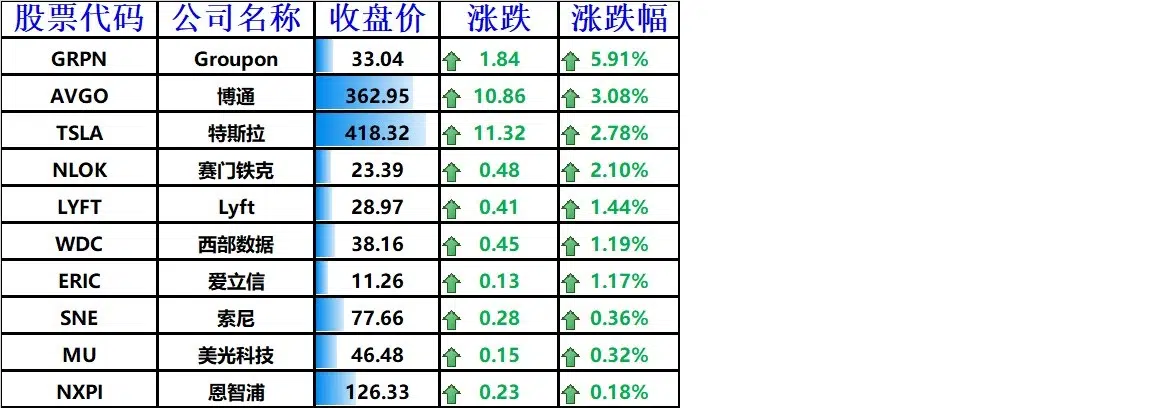 股票代码 公司名称 收盘价 涨跌 涨跌幅
GRPN Groupon 33.04 1.84 5.91%
AVGO 博通 362.95 10.86 3.08%
TSLA 特斯拉 418.32 11.32 2.78%
NLOK 赛门铁克 23.39 0.48 2.10%
LYFT Lyft 28.97 0.41 1.44%
WDC 西部数据 38.16 0.45 1.19%
ERIC 爱立信 11.26 0.13 1.17%
SNE 索尼 77.66 0.28 0.36%
MU 美光科技 46.48 0.15 0.32%
NXPI 恩智浦 126.33 0.23 0.18%